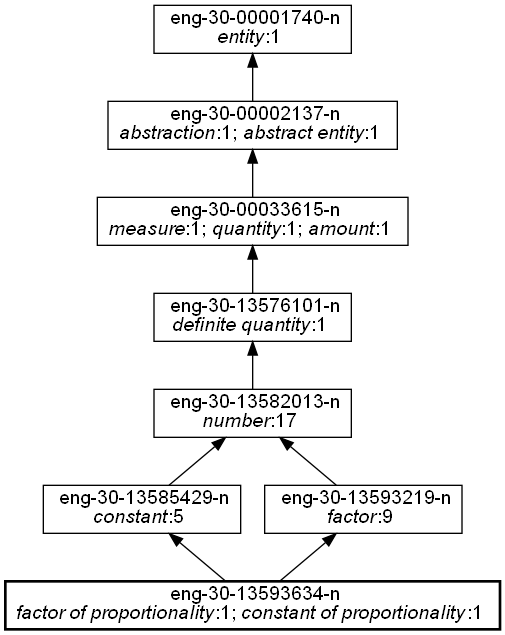 eng-30-00001740-n
entity:1
eng-30-00002137-n
abstraction:1; abstract entity:1
eng-30-00033615-n
measure:1; quantity:1; amount:1
eng-30-13576101-n
definite quantity:1
eng-30-13582013-n
number:17
eng-30-13585429-n
constant:5
eng-30-13593219-n
factor:9
eng-30-13593634-n
factor of proportionality:1; constant of proportionality:1